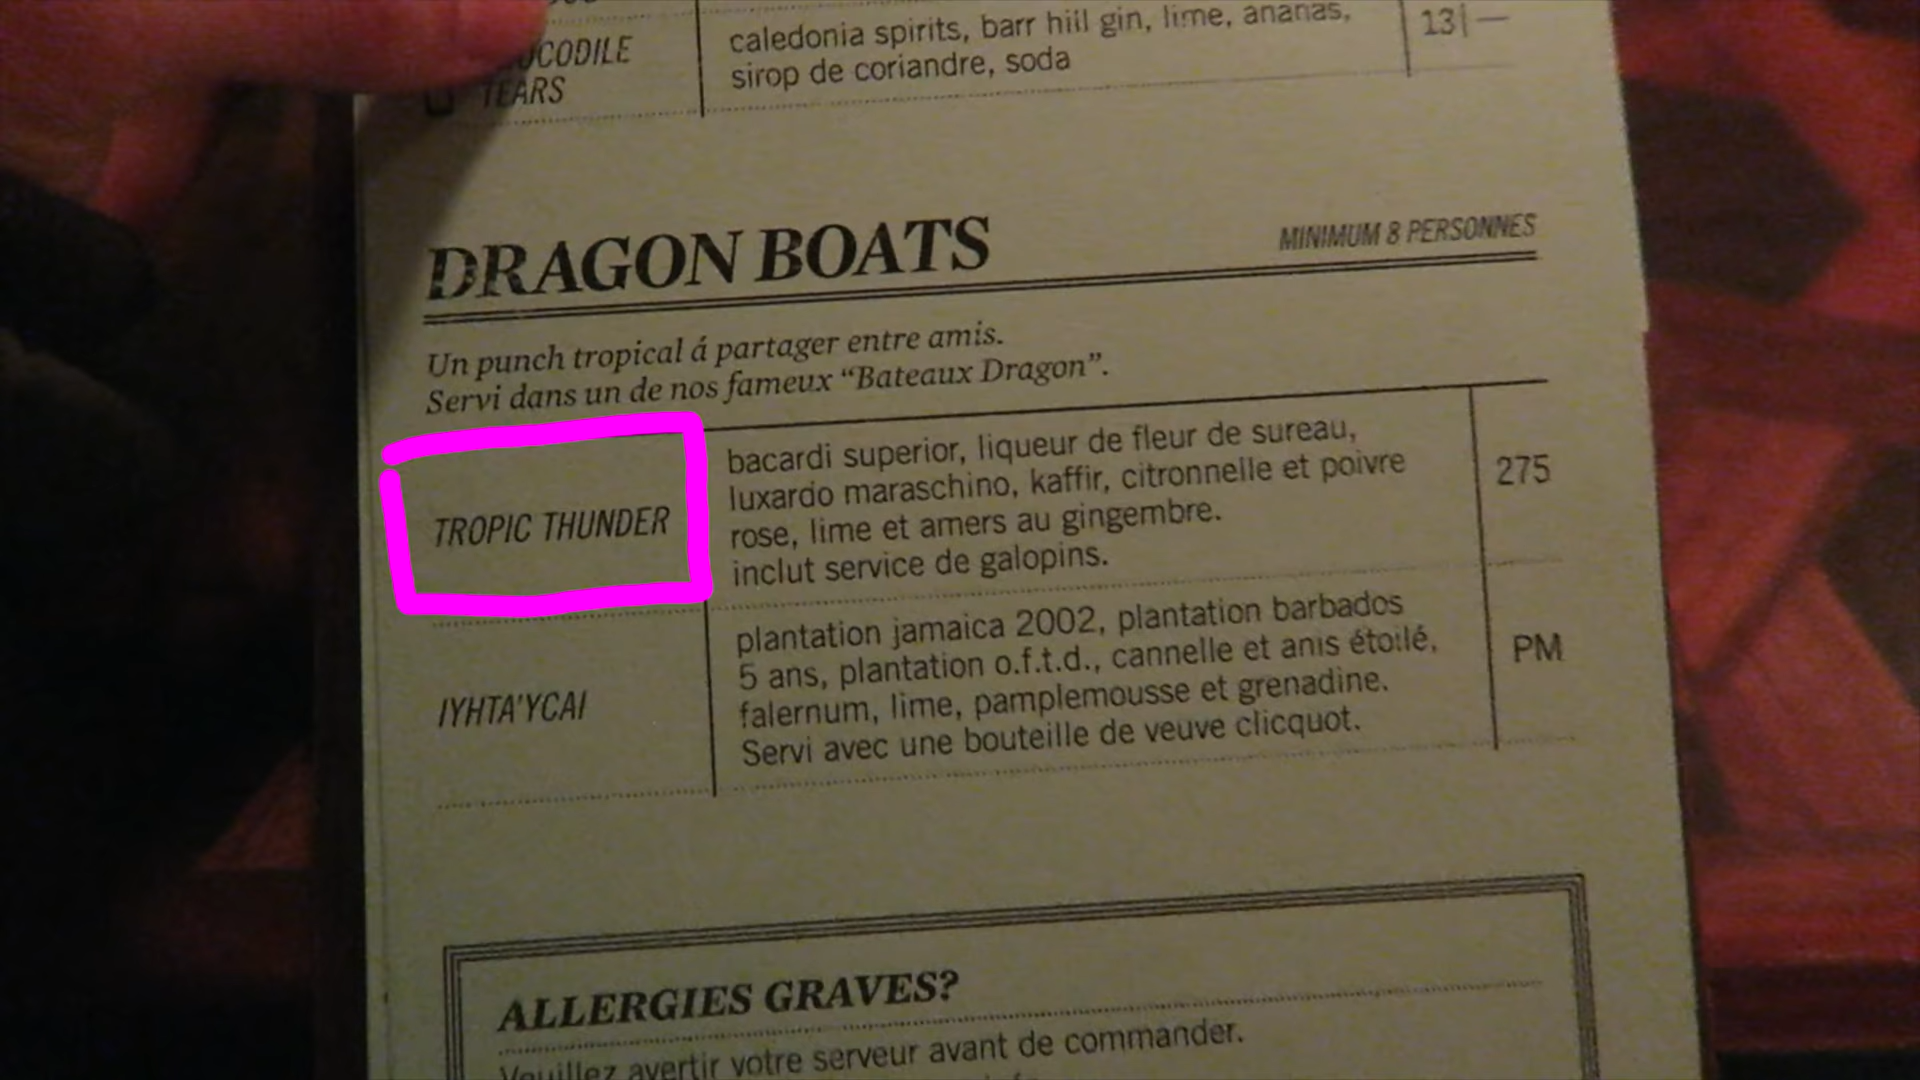 CODILE
TEARS
caledonia spirits, barr hill gin, lime, ananas,
sirop de coriandre, soda
13| —
DRAGON BOATS
MINIMUM 8 PERSONNES
Un punch tropical á partager entre amis.
Servi dans un de nos fameux “Bateaux Dragon”.
TROPIC THUNDER
bacardi superior, liqueur de fleur de sureau,
luxardo maraschino, kaffir, citronnelle et poivre
rose, lime et amers au gingembre.
inclut service de galopins.
275
IYHTA'YCAI
plantation jamaica 2002, plantation barbados
5 ans, plantation o.f.t.d., cannelle et anis étoilé,
falernum, lime, pamplemousse et grenadine.
Servi avec une bouteille de veuve clicquot.
PM
ALLERGIES GRAVES?
Veuillez avertir votre serveur avant de commander.